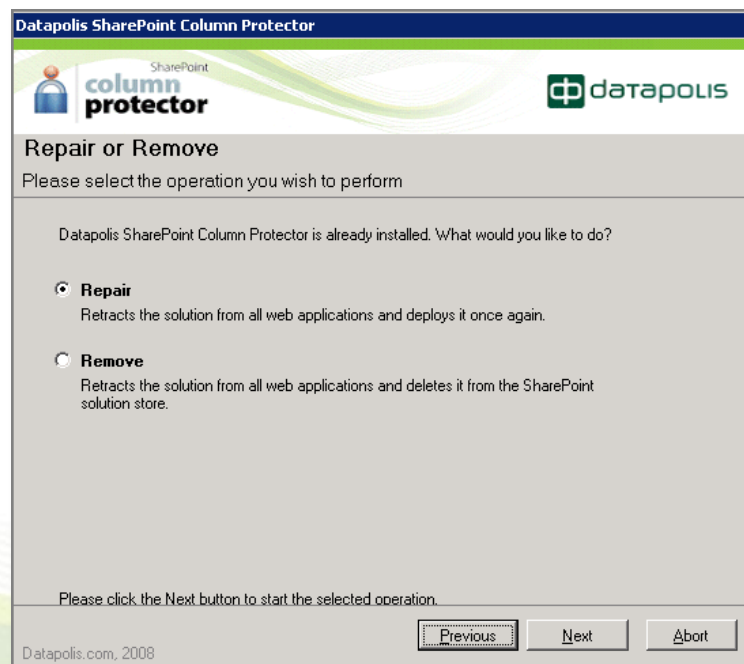 Datapolis SharePoint Column Protector
SharePoint
column
protector
datapolis
Repair or Remove
Please select the operation you wish to perform
Datapolis SharePoint Column Protector is already installed. What would you like to do?
Repair
Retracts the solution from all web applications and deploys it once again.
Remove
Retracts the solution from all web applications and deletes it from the SharePoint
solution store.
Please click the Next button to start the selected operation.
Previous
Next
Abort
Datapolis.com, 2008